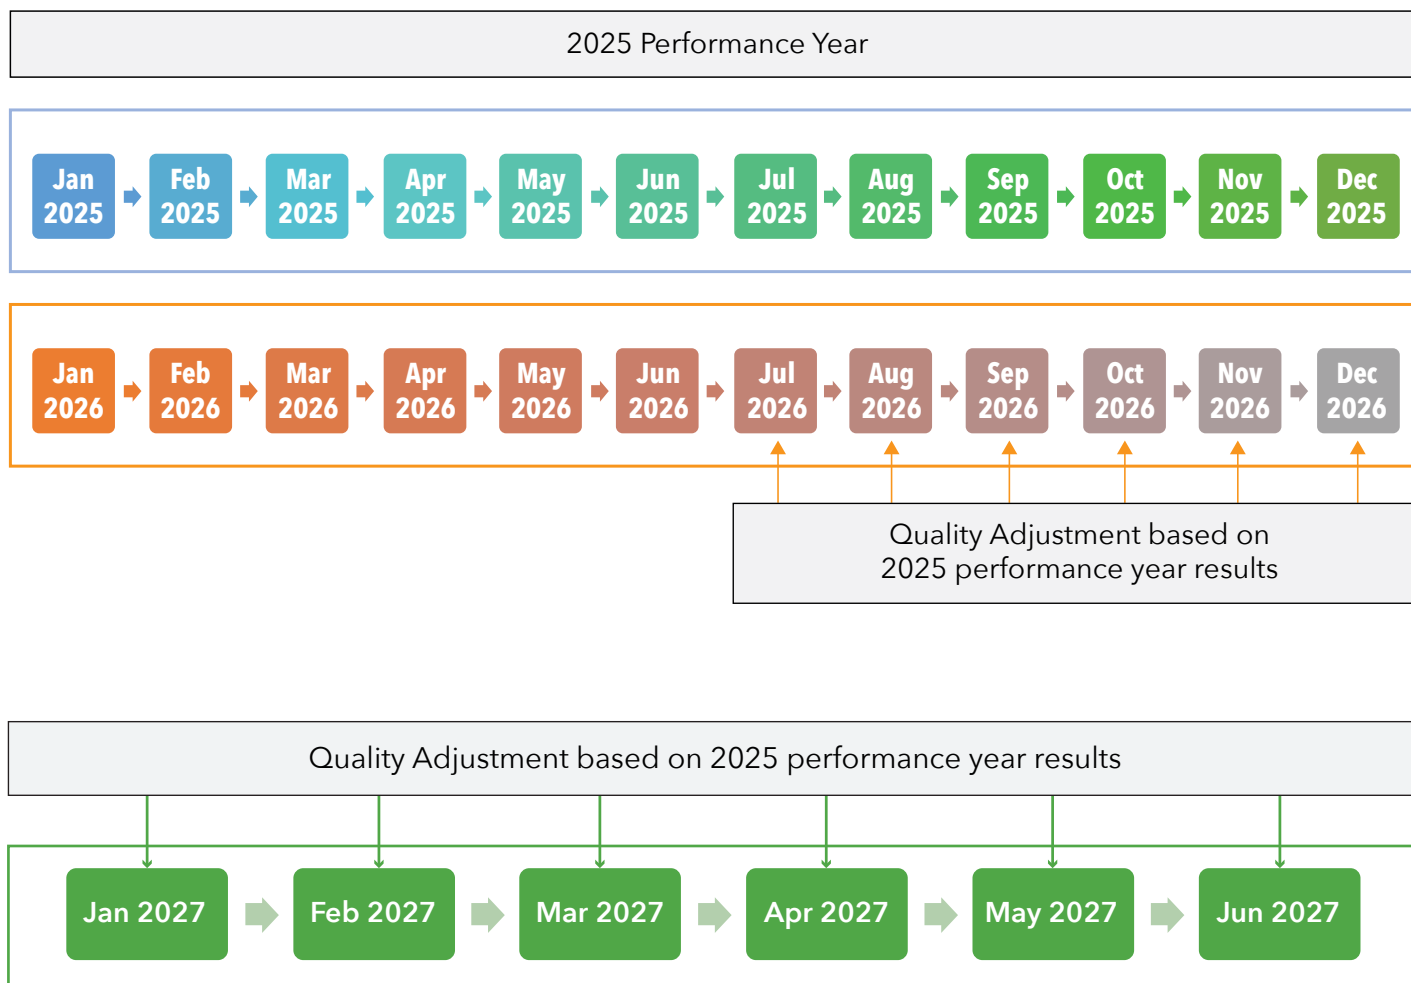 2025 Performance Year
Jan
2025
Feb
2025
Mar
2025
Apr
2025
May
2025
Jun
2025
Jul
2025
Aug
2025
Sep
2025
Oct
2025
Nov
2025
Dec
2025
Jan
2026
Feb
2026
Mar
2026
Apr
2026
May
2026
Jun
2026
Jul
2026
Aug
2026
Sep
2026
Oct
2026
Nov
2026
Dec
2026
Quality Adjustment based on
2025 performance year results
Quality Adjustment based on 2025 performance year results
Jan 2027
Feb 2027
Mar 2027
Apr 2027
May 2027
Jun 2027